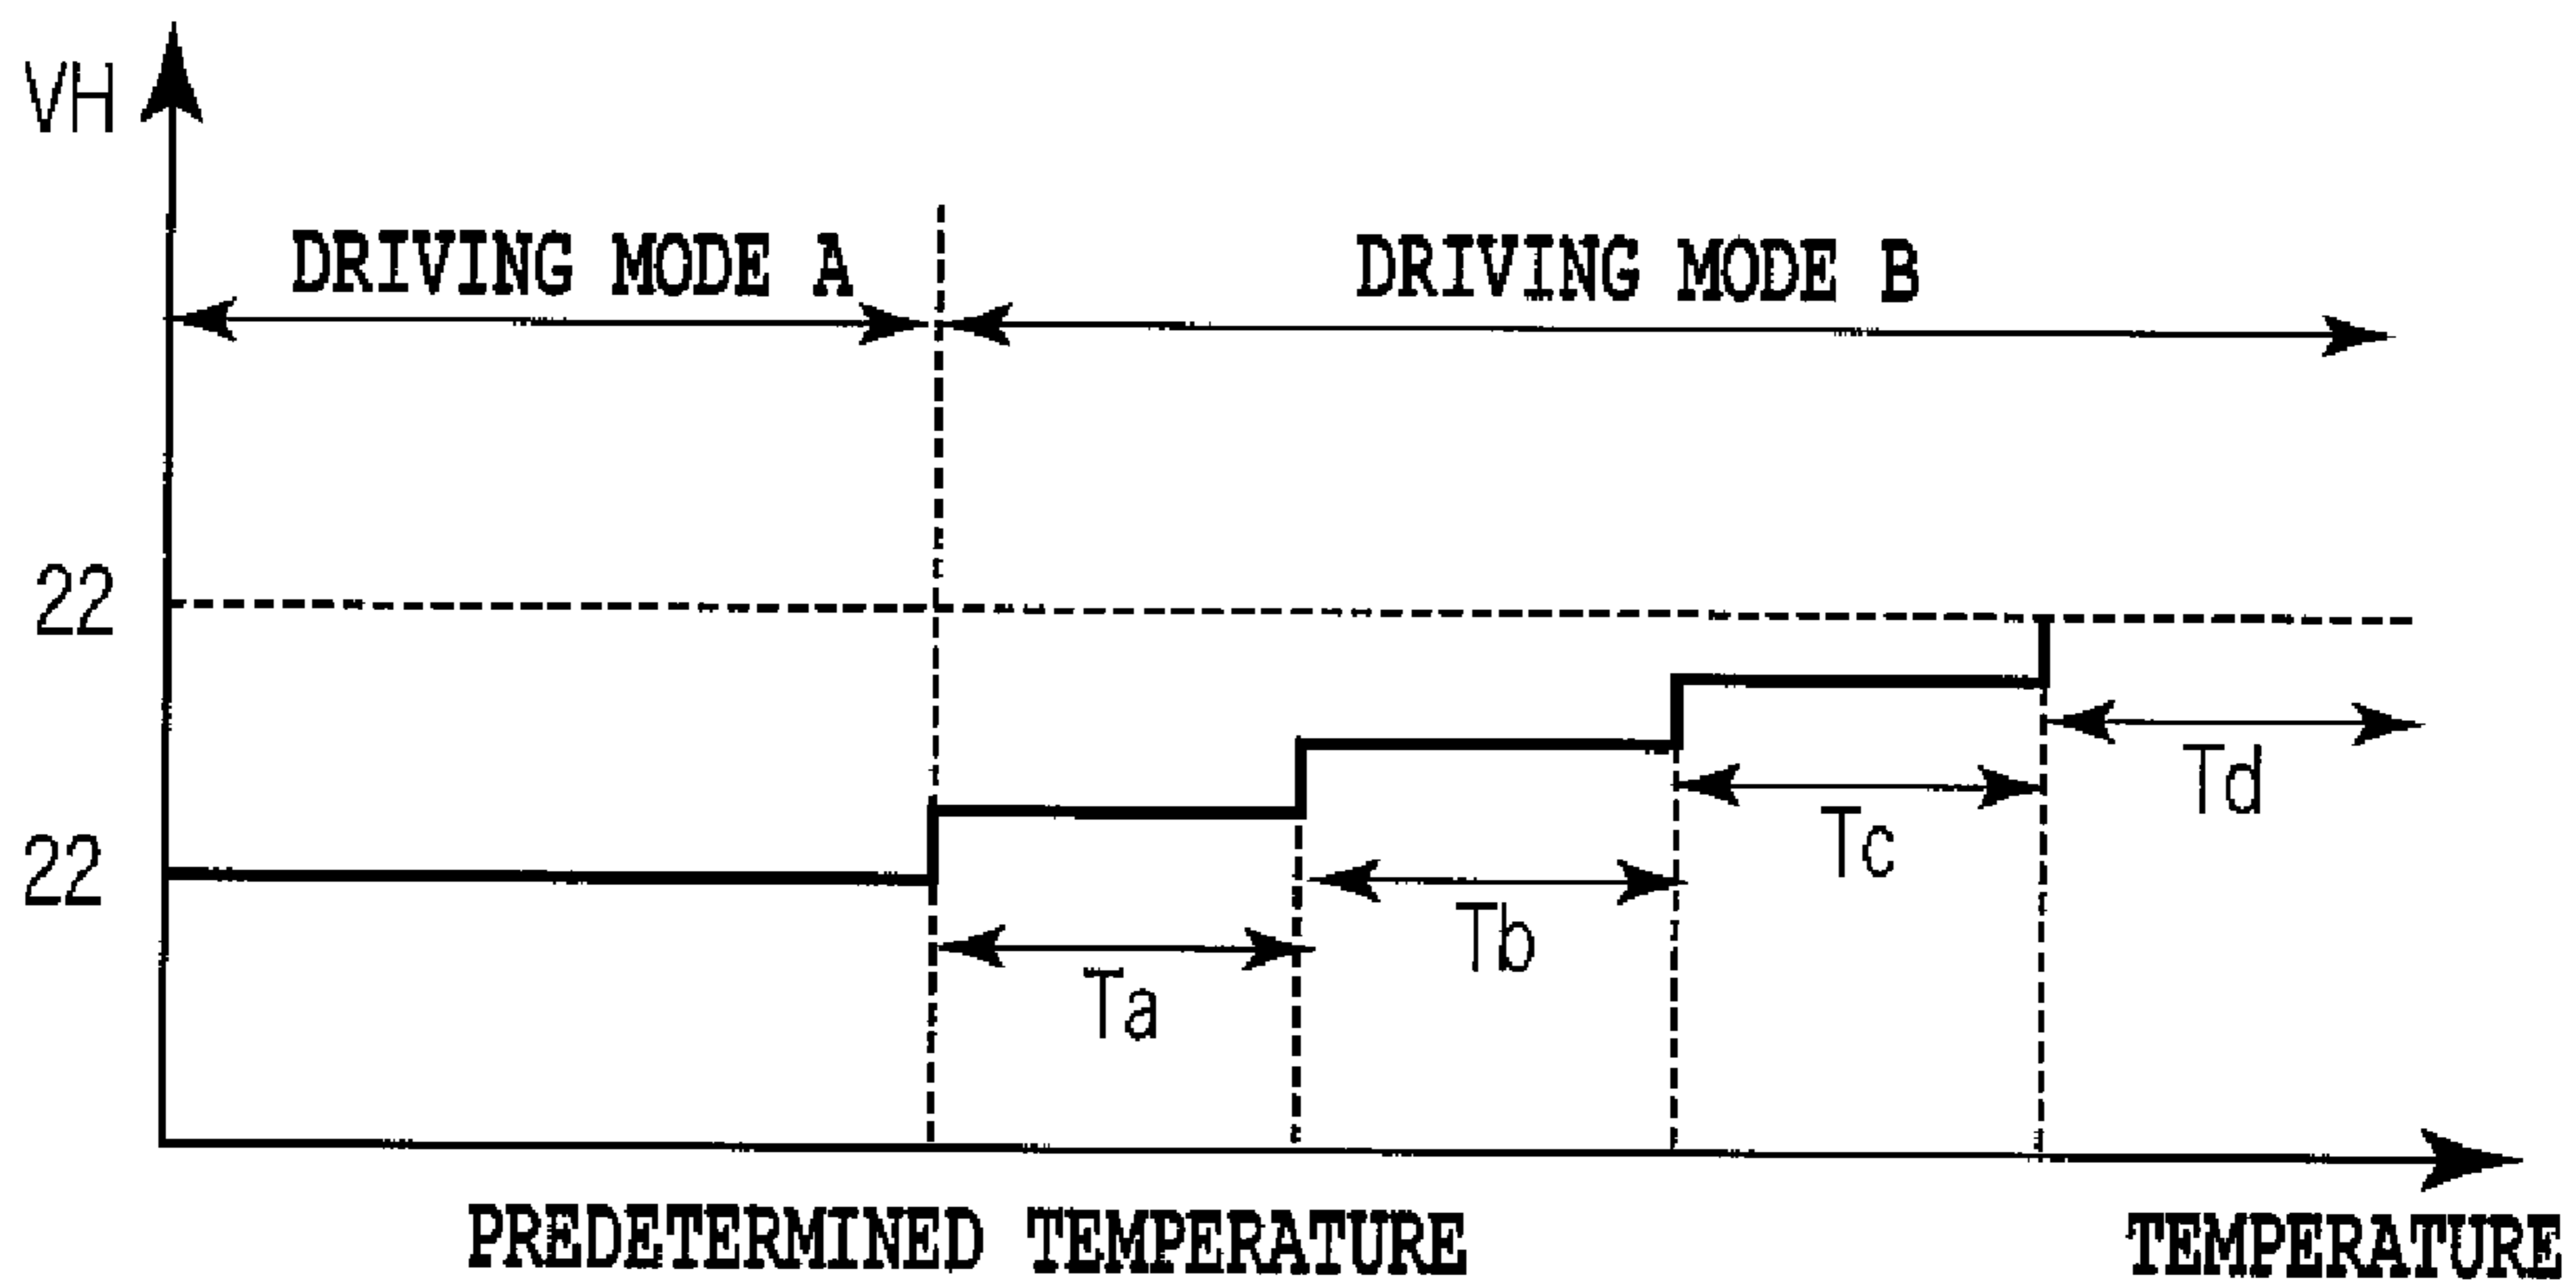 VH
DRIVING MODE A
DRIVING MODE B
22
22
Td
Tc
Tb
Ta
PREDETERMINED TEMPERATURE
TEMPERATURE